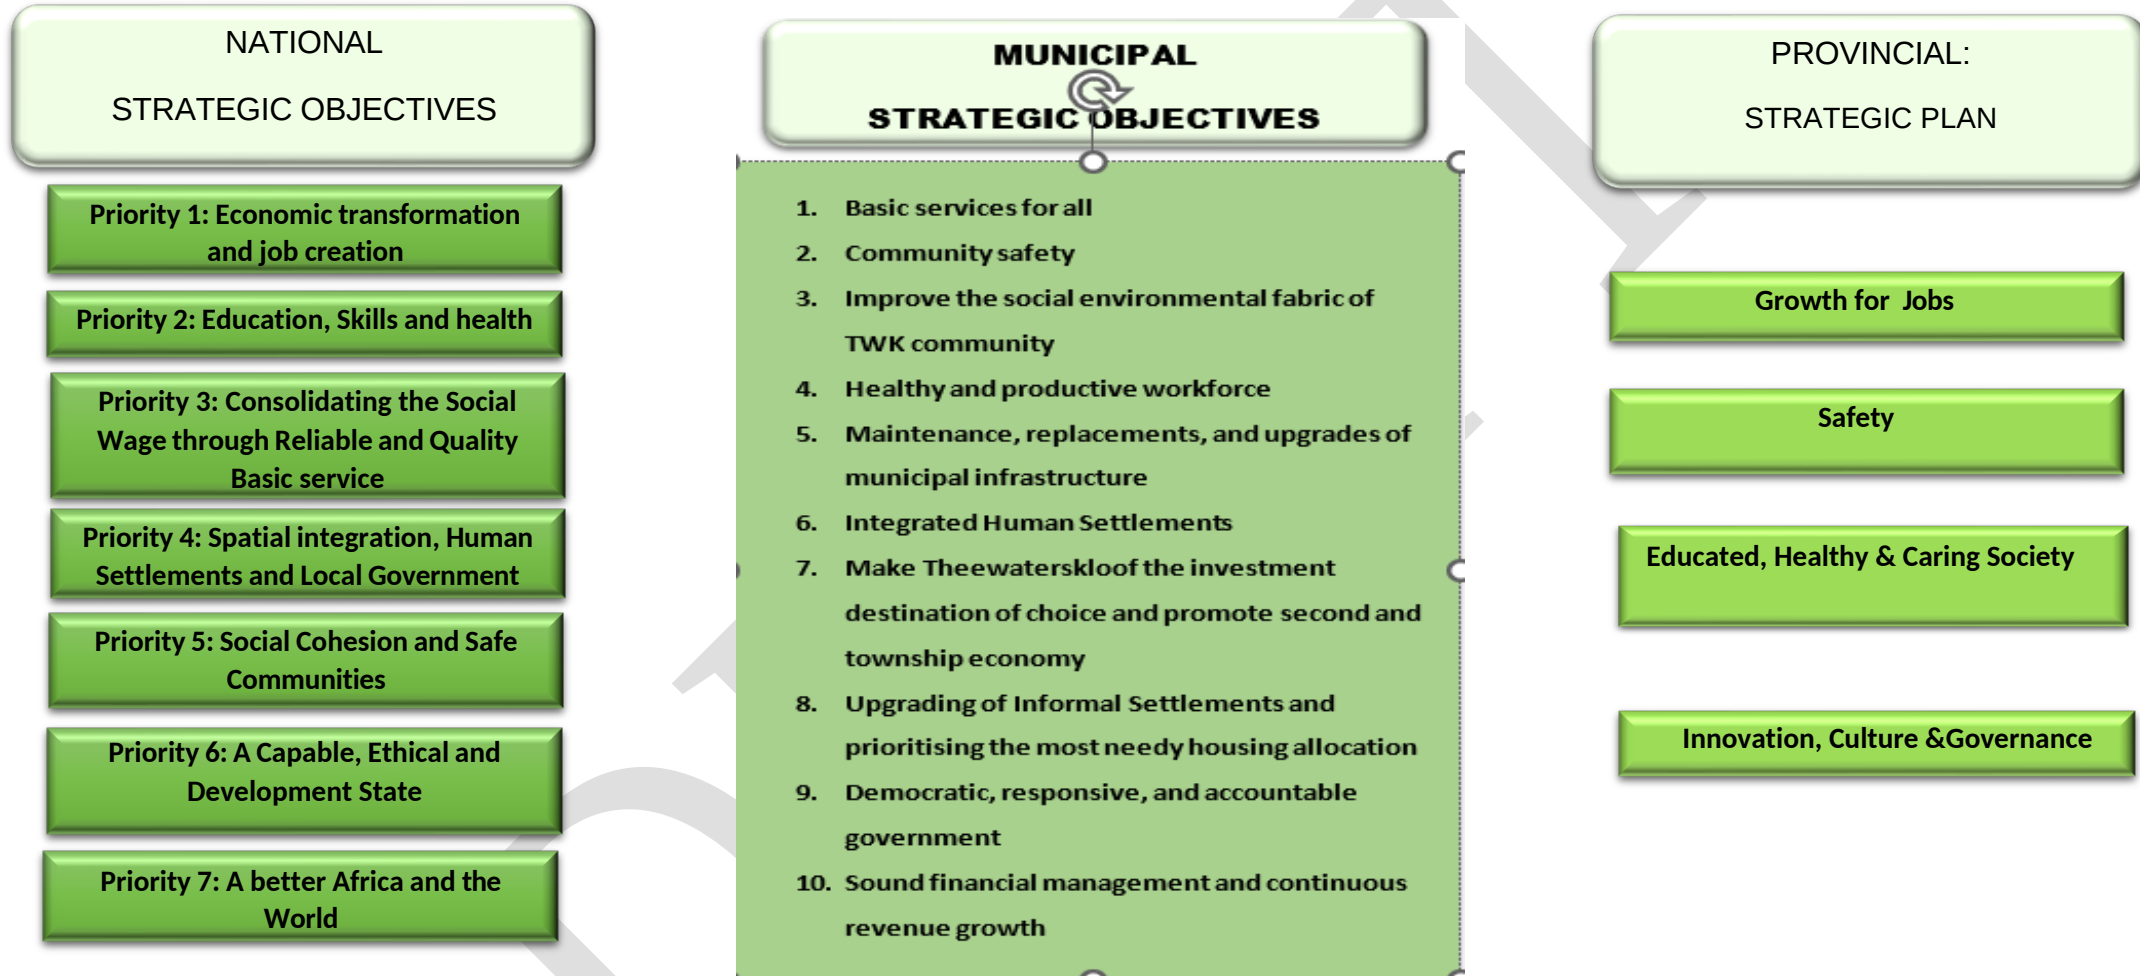 NATIONAL
STRATEGIC OBJECTIVES
Priority 1: Economic transformation
and job creation
Priority 2: Education, Skills and health
Priority 3: Consolidating the Social
Wage through Reliable and Quality
Basic service
Priority 4: Spatial integration, Human
Settlements and Local Government
Priority 5: Social Cohesion and Safe
Communities
Priority 6: A Capable, Ethical and
Development State
Priority 7: A better Africa and the
World
MUNICIPAL
STRATEGIC OBJECTIVES
1. Basic services for all
2. Community safety
3. Improve the social environmental fabric of
TWK community
4. Healthy and productive workforce
5. Maintenance, replacements, and upgrades of
municipal infrastructure
6. Integrated Human Settlements
7. Make Theewaterskloof the investment
destination of choice and promote second and
township economy
8. Upgrading of Informal Settlements and
prioritising the most needy housing allocation
9. Democratic, responsive, and accountable
government
10. Sound financial management and continuous
revenue growth
PROVINCIAL:
STRATEGIC PLAN
Growth for  Jobs
Safety
Educated, Healthy & Caring Society
Innovation, Culture &Governance